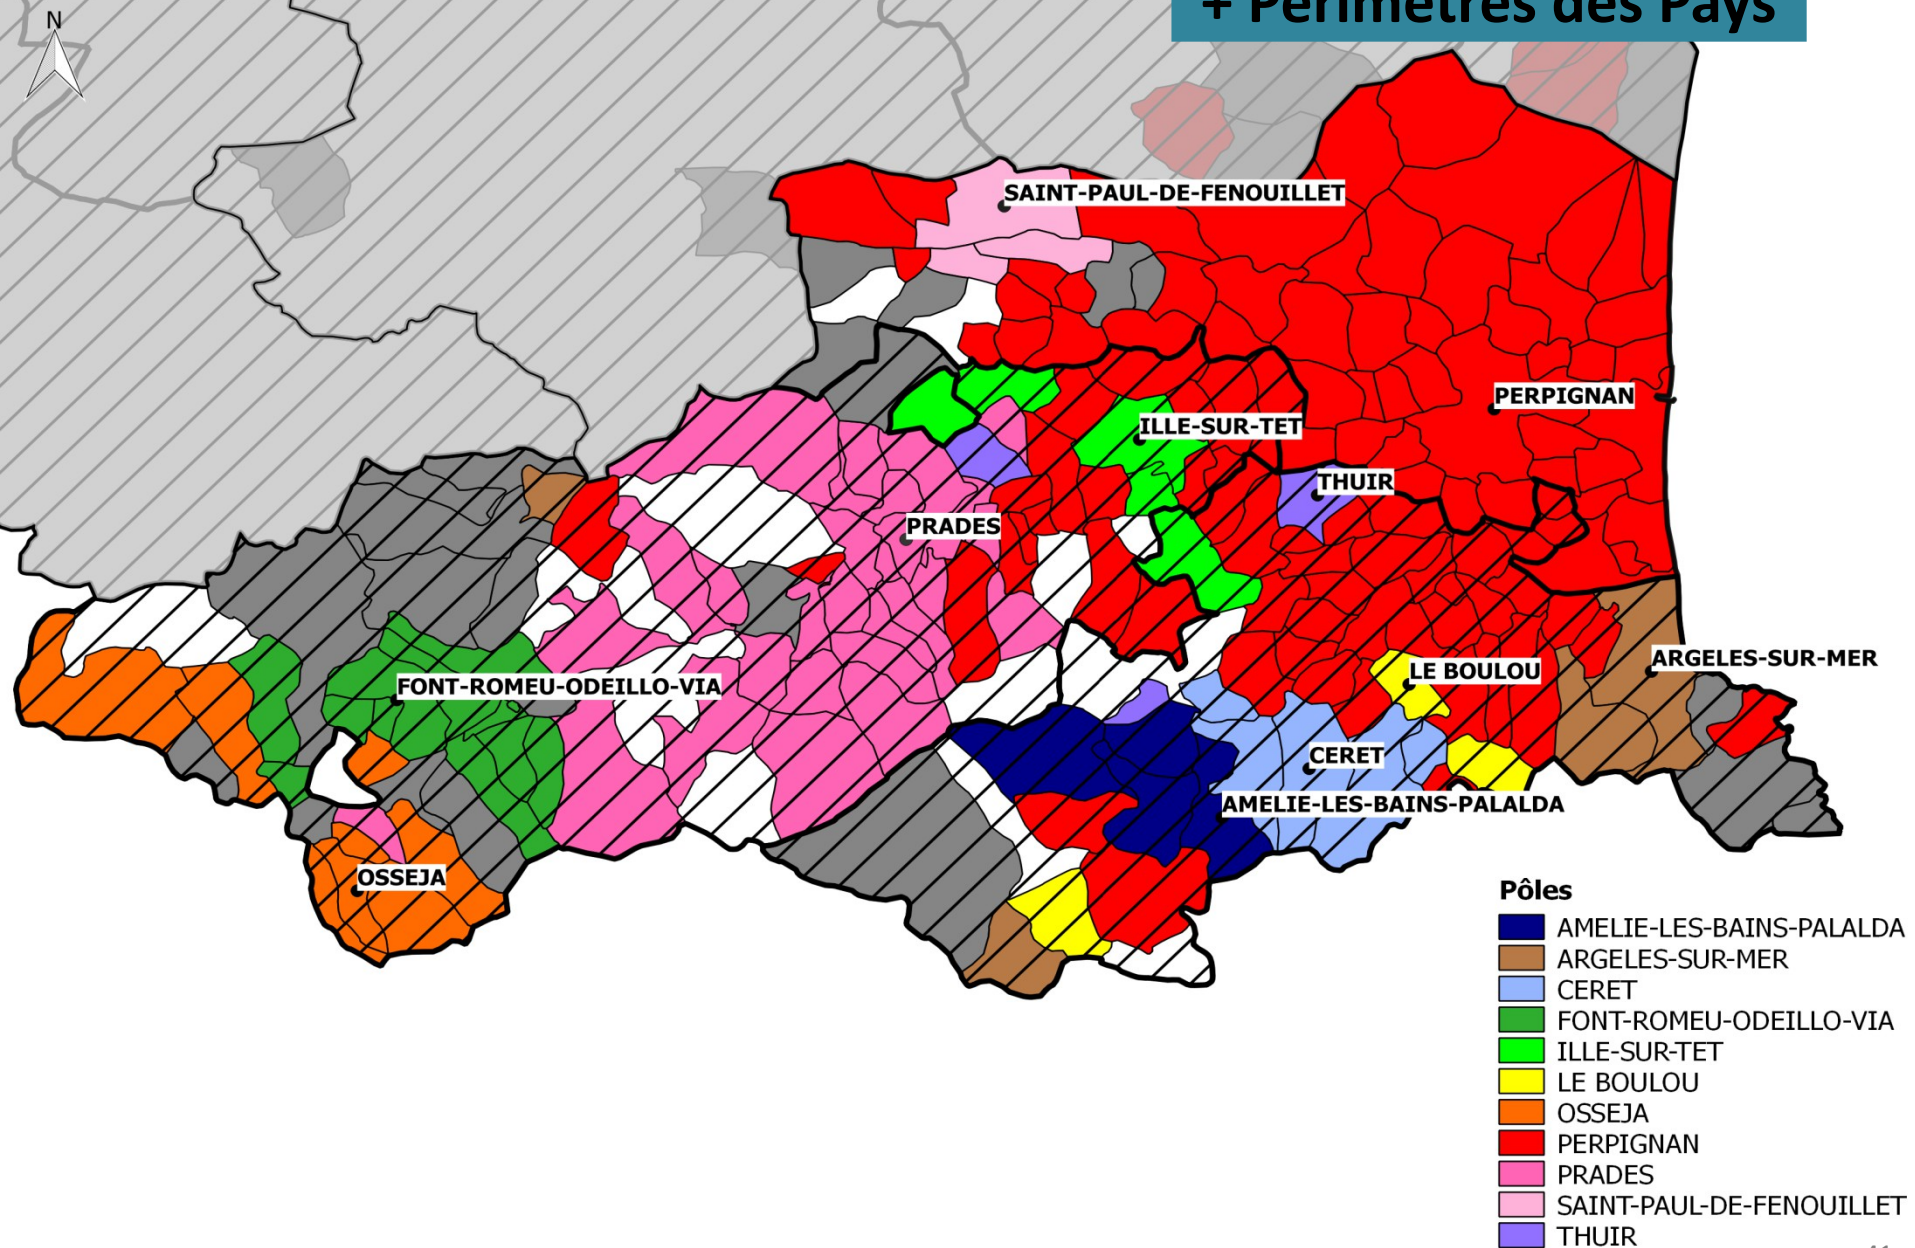 + Périmètres des Pays
N
SAINT-PAUL-DE-FENOUILLET
PERPIGNAN
ILLE-SUR-TET
THUIR
PRADES
ARGELES-SUR-MER
LE BOULOU
FONT-ROMEU-ODEILLO-VIA
CERET
AMELIE-LES-BAINS-PALALDA
OSSEJA
Pôles
AMELIE-LES-BAINS-PALALDA
ARGELES-SUR-MER
CERET
FONT-ROMEU-ODEILLO-VIA
ILLE-SUR-TET
LE BOULOU
OSSEJA
PERPIGNAN
PRADES
SAINT-PAUL-DE-FENOUILLET
THUIR